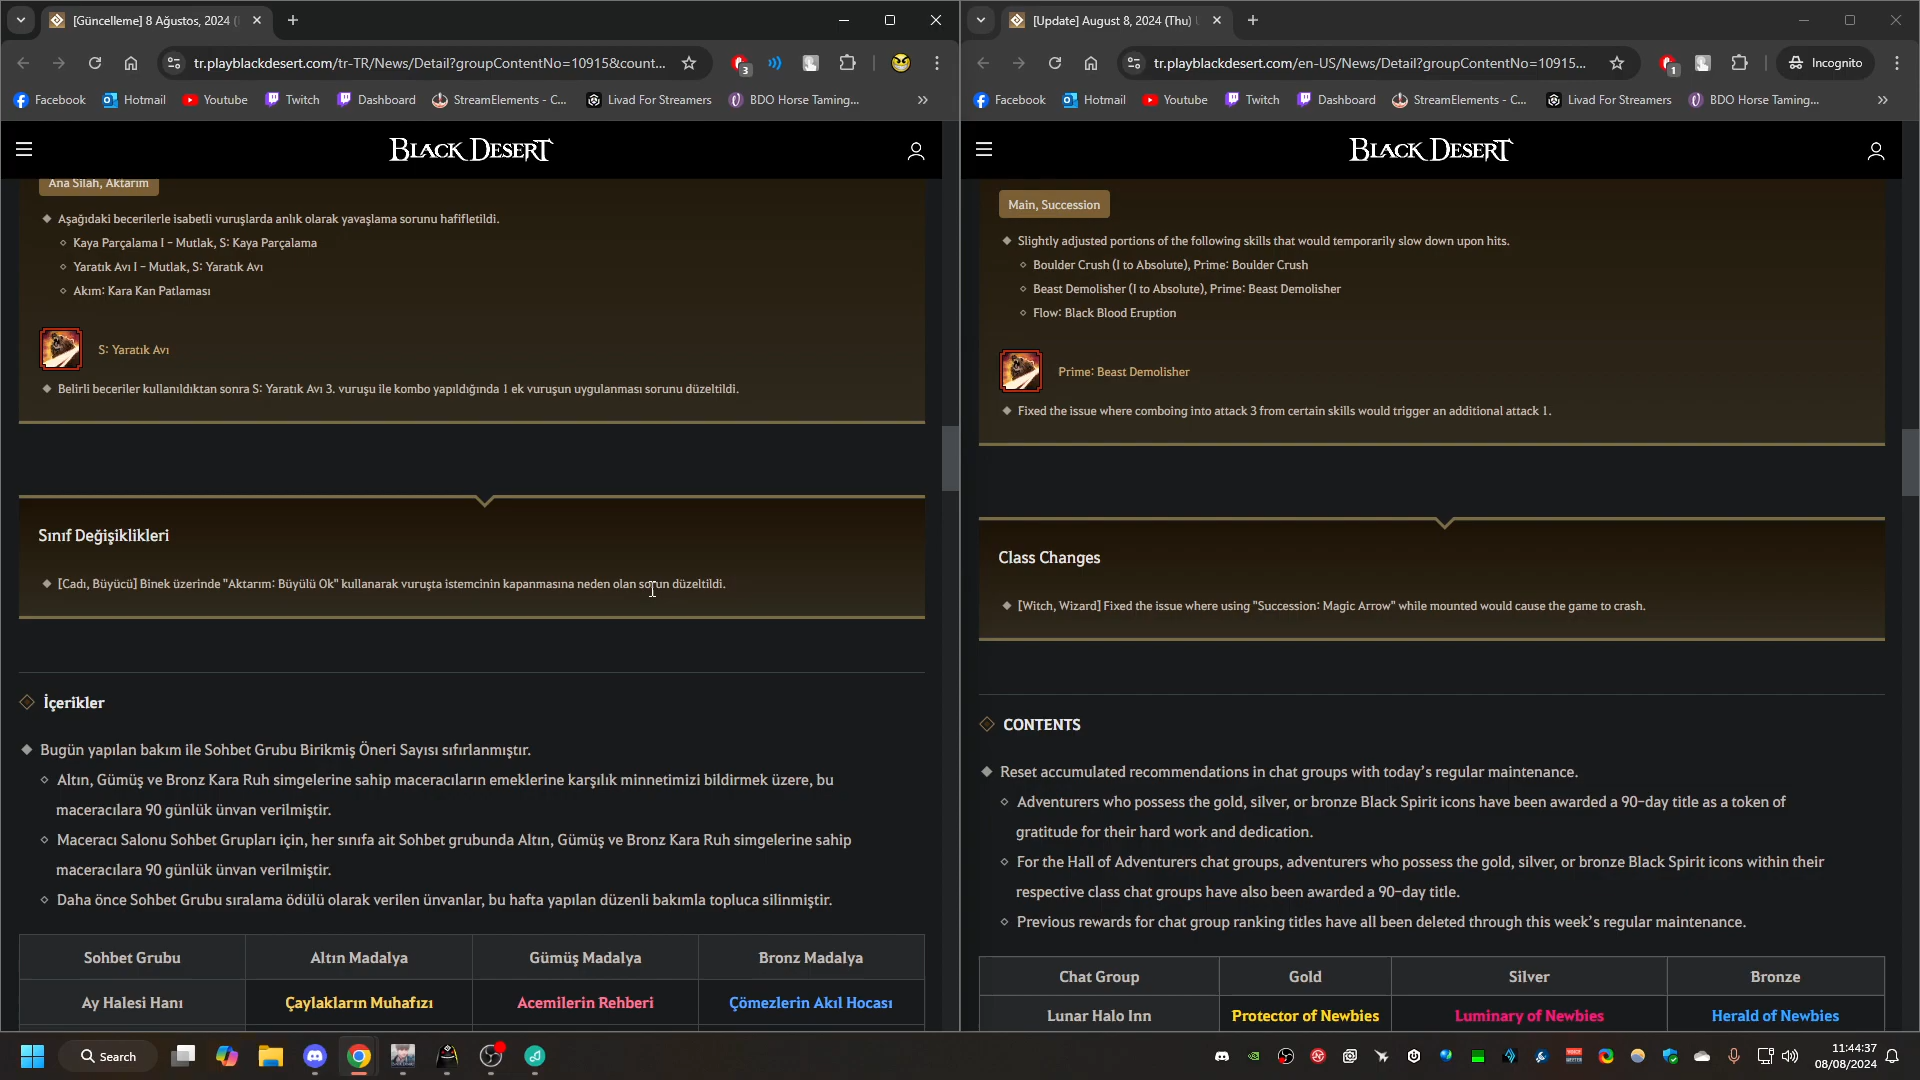 [Güncelleme] 8 Ağustos, 2024 (
tr.playblackdesert.com/tr-TR/News/Detail?groupContentNo=10915&count...
3
Facebook
Hotmail
Youtube
Twitch
Dashboard
StreamElements - C...
Livad For Streamers
BDO Horse Taming...
BLACK DESERT
Ana Silah, Aktarım
Aşağıdaki becerilerle isabetli vuruşlarda anlık olarak yavaşlama sorunu hafifletildi.
Kaya Parçalama I - Mutlak, S: Kaya Parçalama
Yaratık Avı I - Mutlak, S: Yaratık Avı
Akım: Kara Kan Patlaması
S: Yaratık Avı
Belirli beceriler kullanıldıktan sonra S: Yaratık Avı 3. vuruşu ile kombo yapıldığında 1 ek vuruşun uygulanması sorunu düzeltildi.
Sınıf Değişiklikleri
[Cadı, Büyücü] Binek üzerinde "Aktarım: Büyülü Ok" kullanarak vuruşta istemcinin kapanmasına neden olan sorun düzeltildi.
İçerikler
Bugün yapılan bakım ile Sohbet Grubu Birikmiş Öneri Sayısı sıfırlanmıştır.
Altın, Gümüş ve Bronz Kara Ruh simgelerine sahip maceracıların emeklerine karşılık minnetimizi bildirmek üzere, bu
maceracılara 90 günlük ünvan verilmiştir.
Maceracı Salonu Sohbet Grupları için, her sınıfa ait Sohbet grubunda Altın, Gümüş ve Bronz Kara Ruh simgelerine sahip
maceracılara 90 günlük ünvan verilmiştir.
Daha önce Sohbet Grubu sıralama ödülü olarak verilen ünvanlar, bu hafta yapılan düzenli bakımla topluca silinmiştir.
Sohbet Grubu
Altın Madalya
Gümüş Madalya
Bronz Madalya
Ay Halesi Hanı
Çaylakların Muhafızı
Acemilerin Rehberi
Çömezlerin Akıl Hocası
[Update] August 8, 2024 (Thu)
tr.playblackdesert.com/en-US/News/Detail?groupContentNo=10915...
1
Incognito
Facebook
Hotmail
Youtube
Twitch
Dashboard
StreamElements - C...
Livad For Streamers
BDO Horse Taming...
BLACK DESERT
Main, Succession
Slightly adjusted portions of the following skills that would temporarily slow down upon hits.
Boulder Crush (I to Absolute), Prime: Boulder Crush
Beast Demolisher (I to Absolute), Prime: Beast Demolisher
Flow: Black Blood Eruption
Prime: Beast Demolisher
Fixed the issue where comboing into attack 3 from certain skills would trigger an additional attack 1.
Class Changes
[Witch, Wizard] Fixed the issue where using "Succession: Magic Arrow" while mounted would cause the game to crash.
CONTENTS
Reset accumulated recommendations in chat groups with today's regular maintenance.
Adventurers who possess the gold, silver, or bronze Black Spirit icons have been awarded a 90-day title as a token of
gratitude for their hard work and dedication.
For the Hall of Adventurers chat groups, adventurers who possess the gold, silver, or bronze Black Spirit icons within their
respective class chat groups have also been awarded a 90-day title.
Previous rewards for chat group ranking titles have all been deleted through this week's regular maintenance.
Chat Group
Gold
Silver
Bronze
Lunar Halo Inn
Protector of Newbies
Luminary of Newbies
Herald of Newbies
Search
11:44:37
08/08/2024